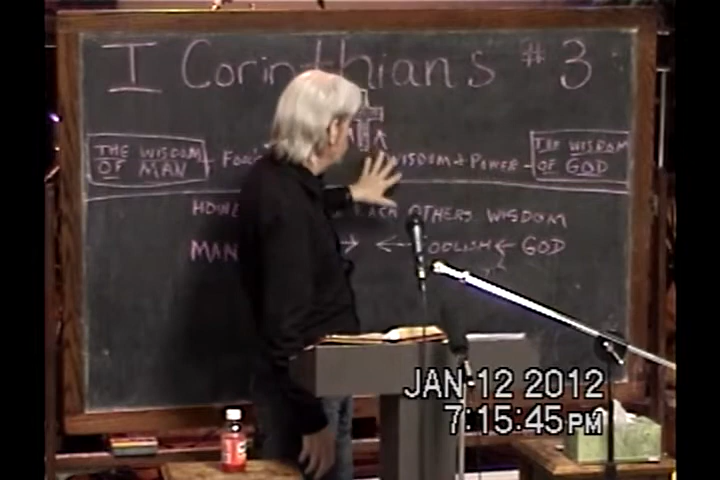 I Corinthians #3
THE WISDOM OF MAN WISDOM & POWER THE WISDOM OF GOD
OTHERS WISDOM
MAN → ← FOOLISH ← GOD
JAN-12 2012
7:15:45 PM